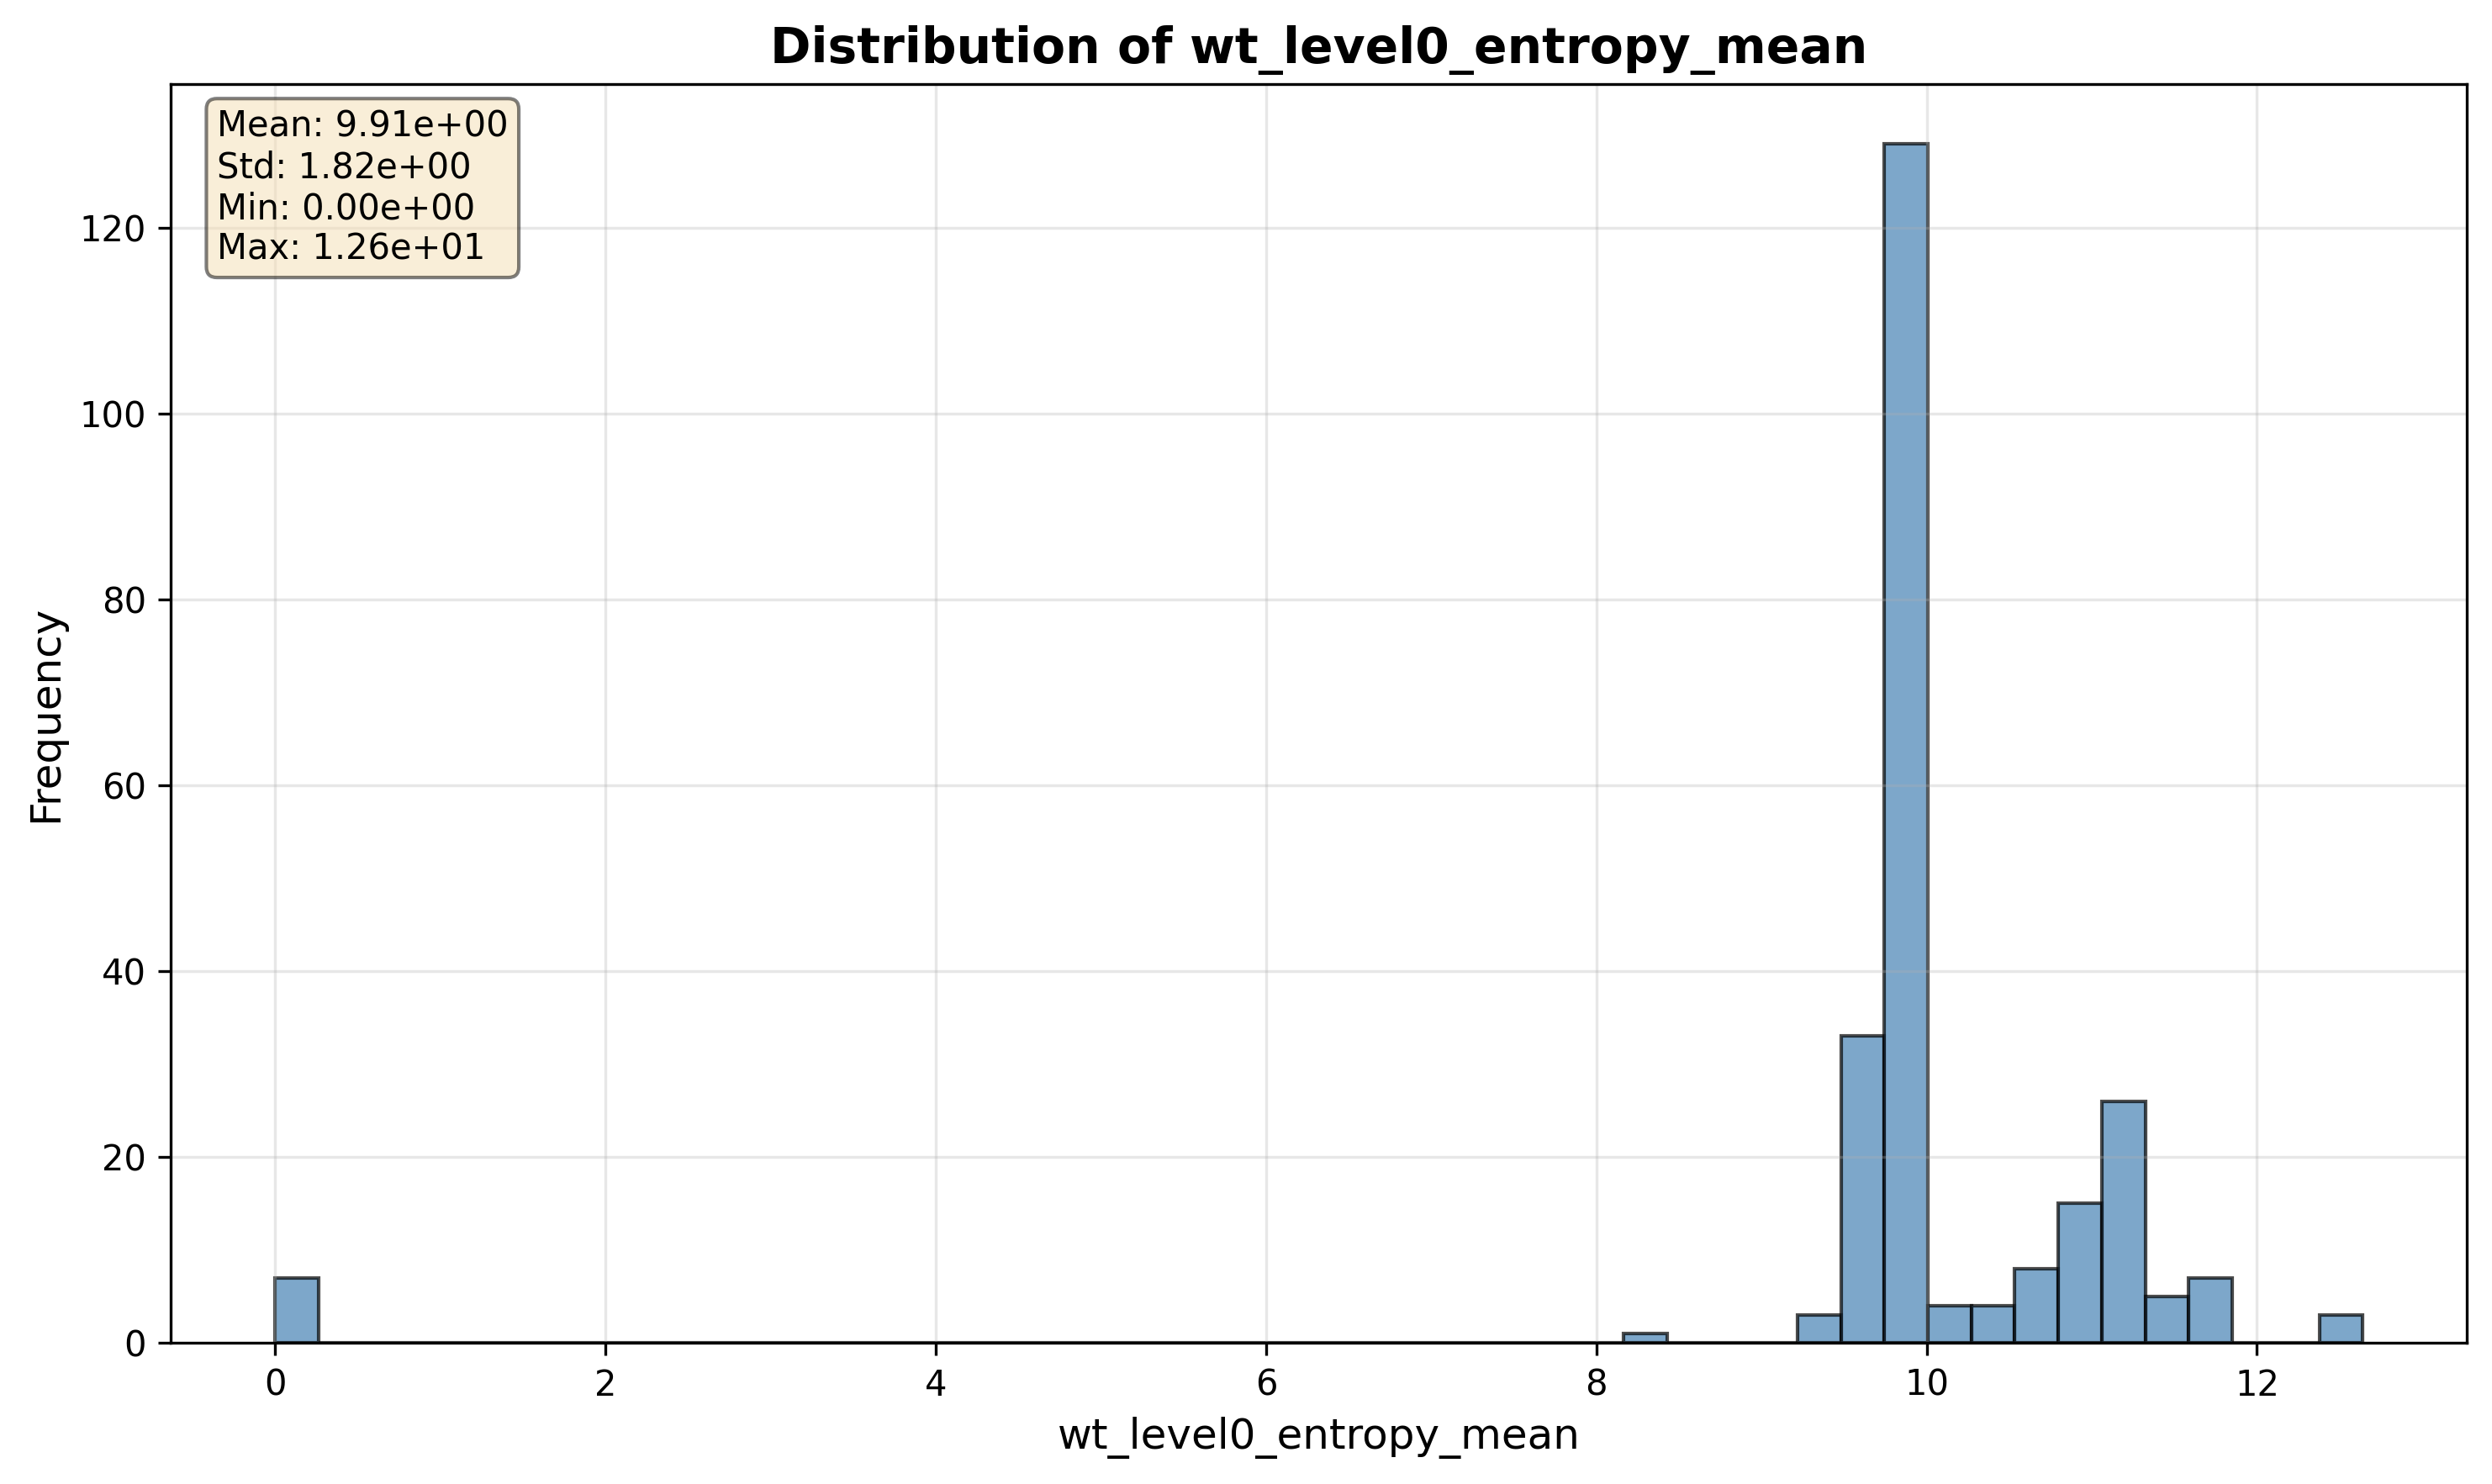 Distribution of wt_level0_entropy_mean
Mean: 9.91e+00
Std: 1.82e+00
Min: 0.00e+00
Max: 1.26e+01
Frequency
120
100
80
60
40
20
0
0 2 4 6 8 10 12
wt_level0_entropy_mean